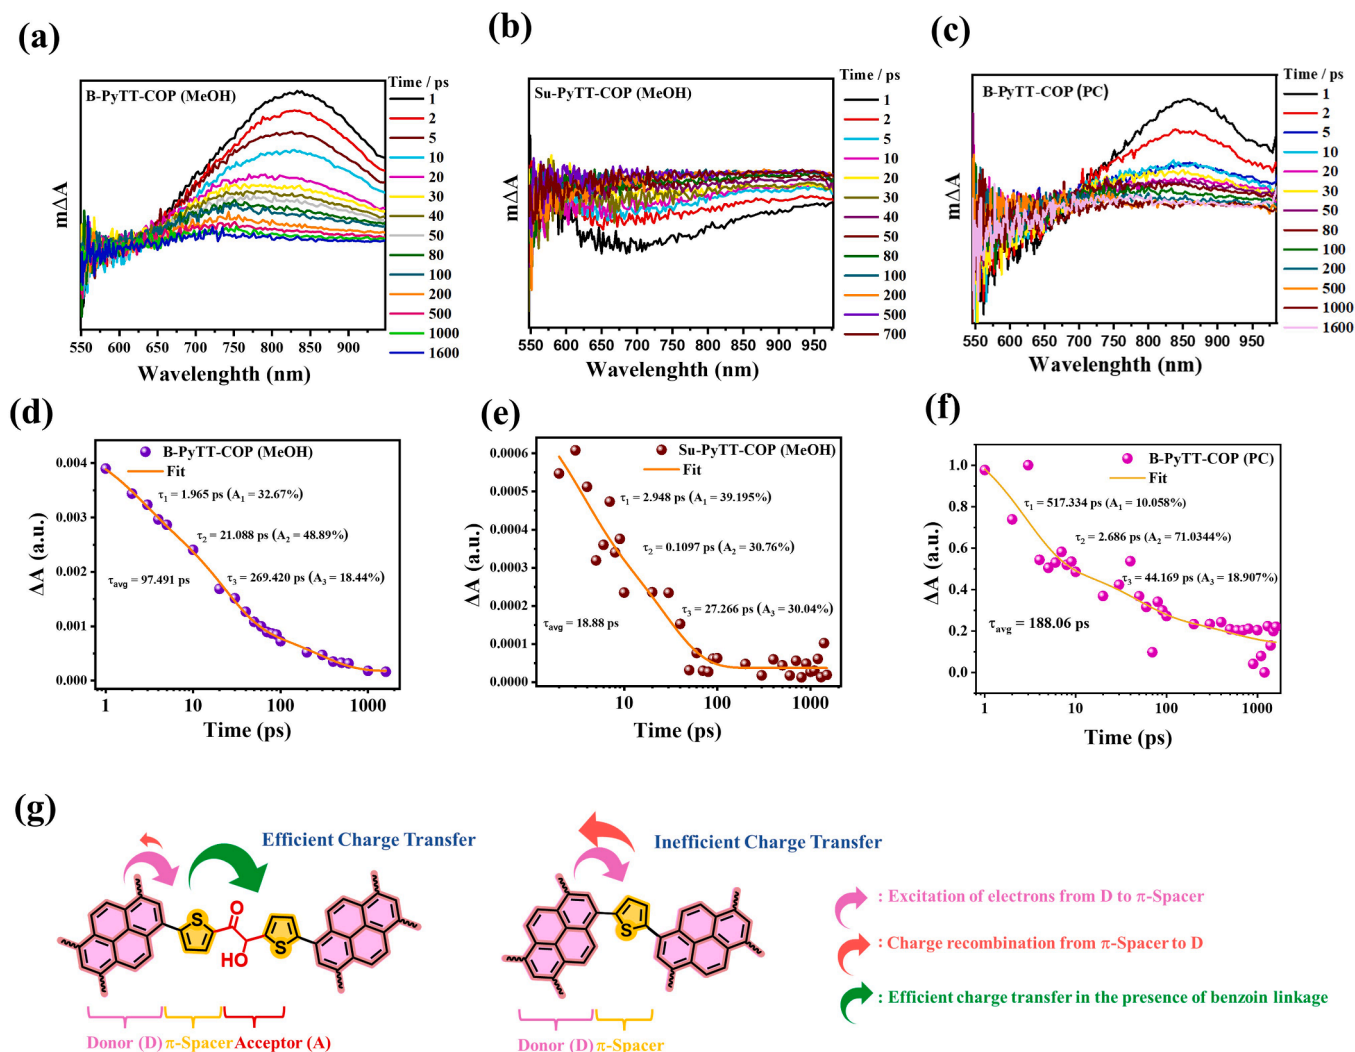 (a)
B-PyTT-COP (MeOH)
mΔA
550 600 650 700 750 800 850 900
Wavelenghth (nm)
Time / ps
1
2
5
10
20
30
40
50
80
100
200
500
1000
1600
(b)
Su-PyTT-COP (MeOH)
mΔA
550 600 650 700 750 800 850 900 950
Wavelenghth (nm)
Time / ps
1
2
5
10
20
30
40
50
80
100
200
500
700
(c)
B-PyTT-COP (PC)
mΔA
550 600 650 700 750 800 850 900 950
Wavelenghth (nm)
Time / ps
1
2
5
10
20
30
50
80
100
200
500
1000
1600
(d)
B-PyTT-COP (MeOH)
Fit
τ1 = 1.965 ps (A1 = 32.67%)
τ2 = 21.088 ps (A2 = 48.89%)
τ3 = 269.420 ps (A3 = 18.44%)
τavg = 97.491 ps
ΔA (a.u.)
0.004
0.003
0.002
0.001
0.000
1 10 100 1000
Time (ps)
(e)
Su-PyTT-COP (MeOH)
Fit
τ1 = 2.948 ps (A1 = 39.195%)
τ2 = 0.1097 ps (A2 = 30.76%)
τ3 = 27.266 ps (A3 = 30.04%)
τavg = 18.88 ps
ΔA (a.u.)
0.0006
0.0005
0.0004
0.0003
0.0002
0.0001
0.0000
10 100 1000
Time (ps)
(f)
B-PyTT-COP (PC)
Fit
τ1 = 517.334 ps (A1 = 10.058%)
τ2 = 2.686 ps (A2 = 71.0344%)
τ3 = 44.169 ps (A3 = 18.907%)
τavg = 188.06 ps
ΔA (a.u.)
1.0
0.8
0.6
0.4
0.2
0.0
1 10 100 1000
Time (ps)
(g)
Efficient Charge Transfer
S
O
HO
S
Donor (D) π-Spacer Acceptor (A)
Inefficient Charge Transfer
S
Donor (D) π-Spacer
: Excitation of electrons from D to π-Spacer
: Charge recombination from π-Spacer to D
: Efficient charge transfer in the presence of benzoin linkage